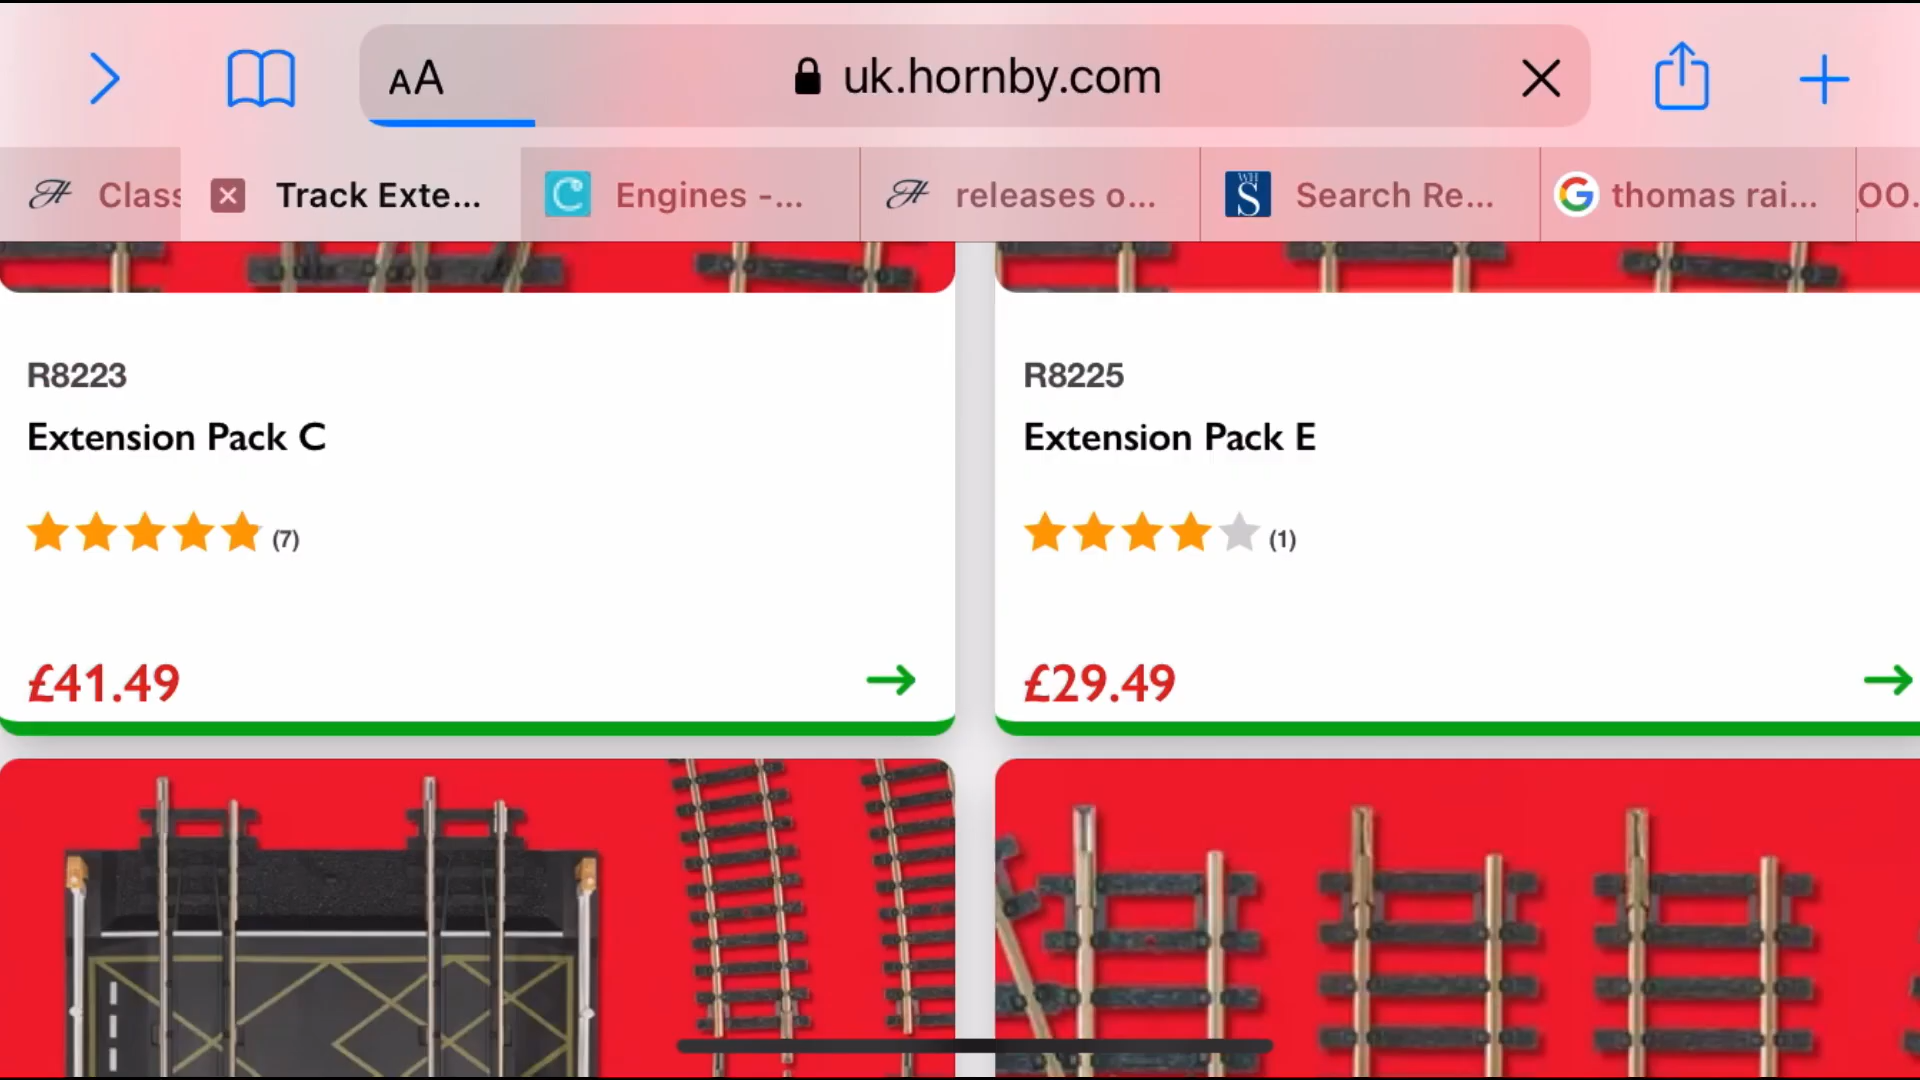 AA
uk.hornby.com
Class
Track Exte...
Engines -...
releases o...
WH
S
Search Re...
thomas rai...
OO.
R8223
Extension Pack C
(7)
£41.49
R8225
Extension Pack E
(1)
£29.49